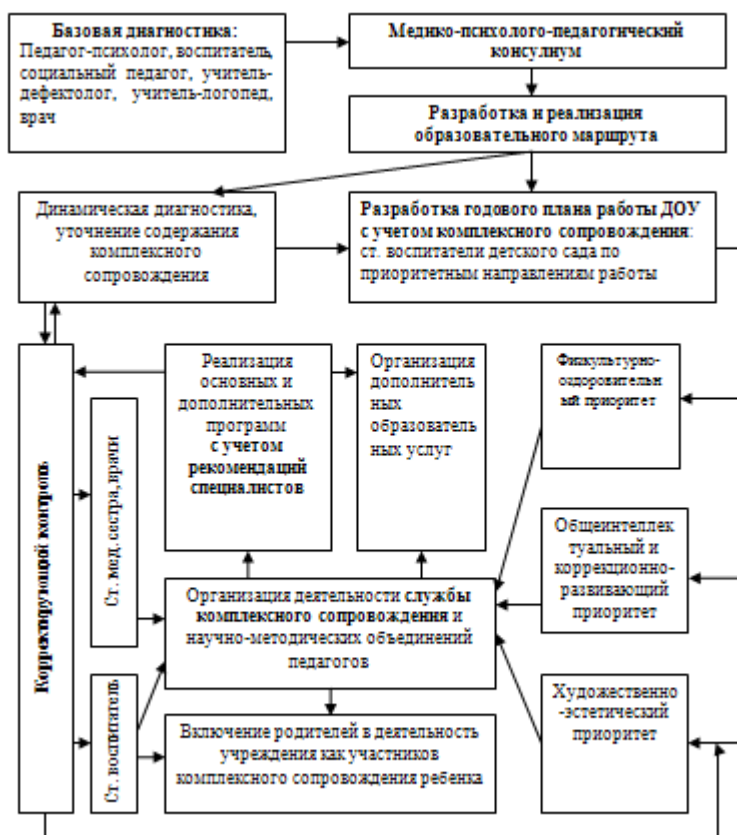 Базовая диагностика:
Педагог-психолог, воспитатель,
социальный педагог, учитель-
дефектолог, учитель-логопед,
врач
Медико-психолого-педагогический
консулиум
Разработка и реализация
образовательного маршрута
Динамическая диагностика,
уточнение содержания
комплексного
сопровождения
Разработка годового плана работы ДОУ
с учетом комплексного сопровождения:
ст. воспитатели детского сада по
приоритетным направлениям работы
Корректирующий контроль
Ст. мед. сестра, врачи
Ст. воспитатель
Реализация
основных и
дополнительных
программ
с учетом
рекомендаций
специалистов
Организация
дополнитель
ных
образователь
ных услуг
Физкультурно-
оздоровительн
ый приоритет
Общеинтеллек
туальный и
коррекционно-
развивающий
приоритет
Организация деятельности службы
комплексного сопровождения и
научно-методических объединений
педагогов
Художественно
-эстетический
приоритет
Включение родителей в деятельность
учреждения как участников
комплексного сопровождения ребенка